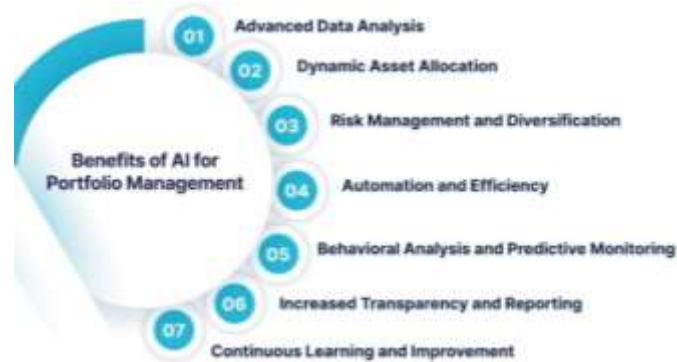 Benefits of AI for
Portfolio Management
01 Advanced Data Analysis
02 Dynamic Asset Allocation
03 Risk Management and Diversification
04 Automation and Efficiency
05 Behavioral Analysis and Predictive Monitoring
06 Increased Transparency and Reporting
07 Continuous Learning and Improvement